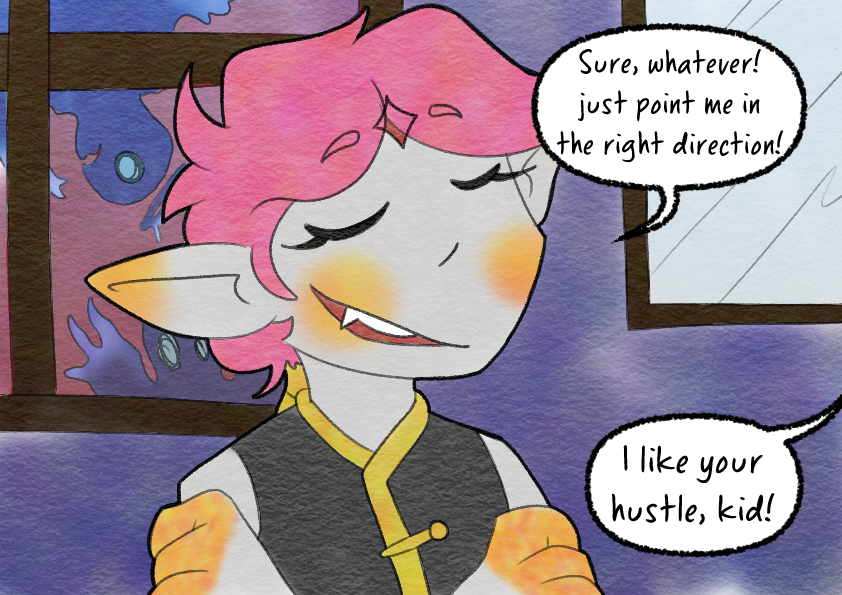 Sure, whatever!
just point me in
the right direction!
I like your
hustle, kid!